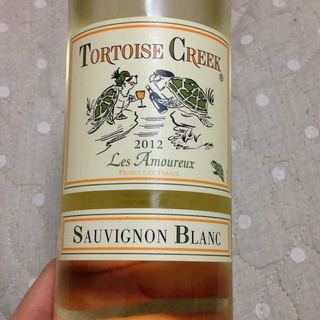 TORTOISE CREEK®
2012
Les Amoureux
PRODUCT OF FRANCE
SAUVIGNON BLANC